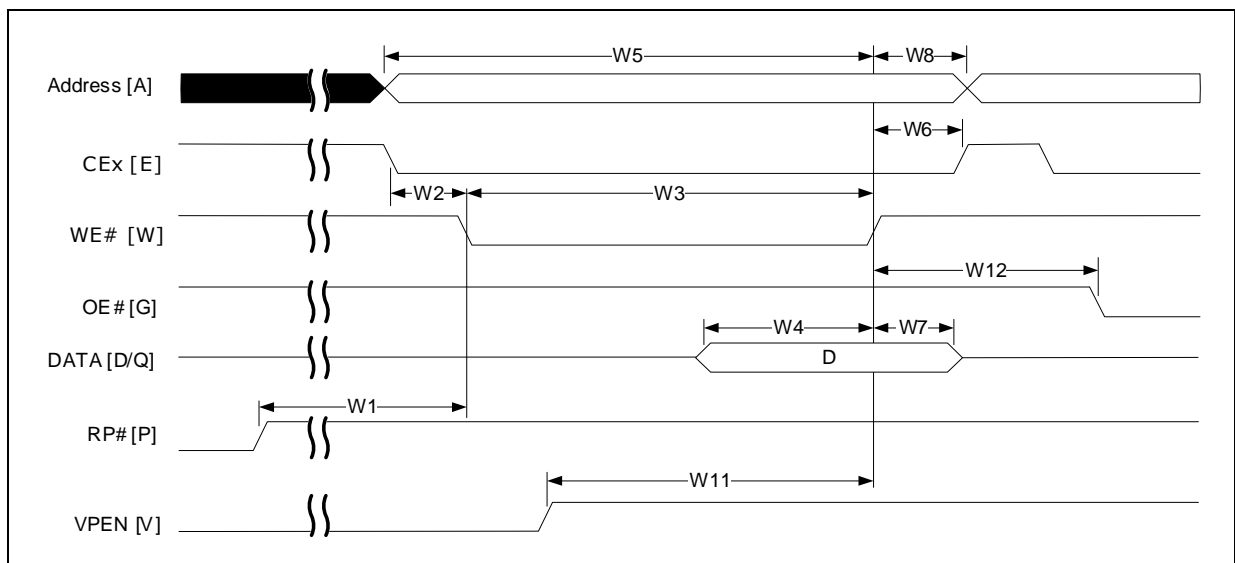 W5
W8
Address [A]
W6
CEx [E]
W2
W3
WE# [W]
W12
OE# [G]
W4
W7
DATA [D/Q]
D
W1
RP# [P]
W11
VPEN [V]